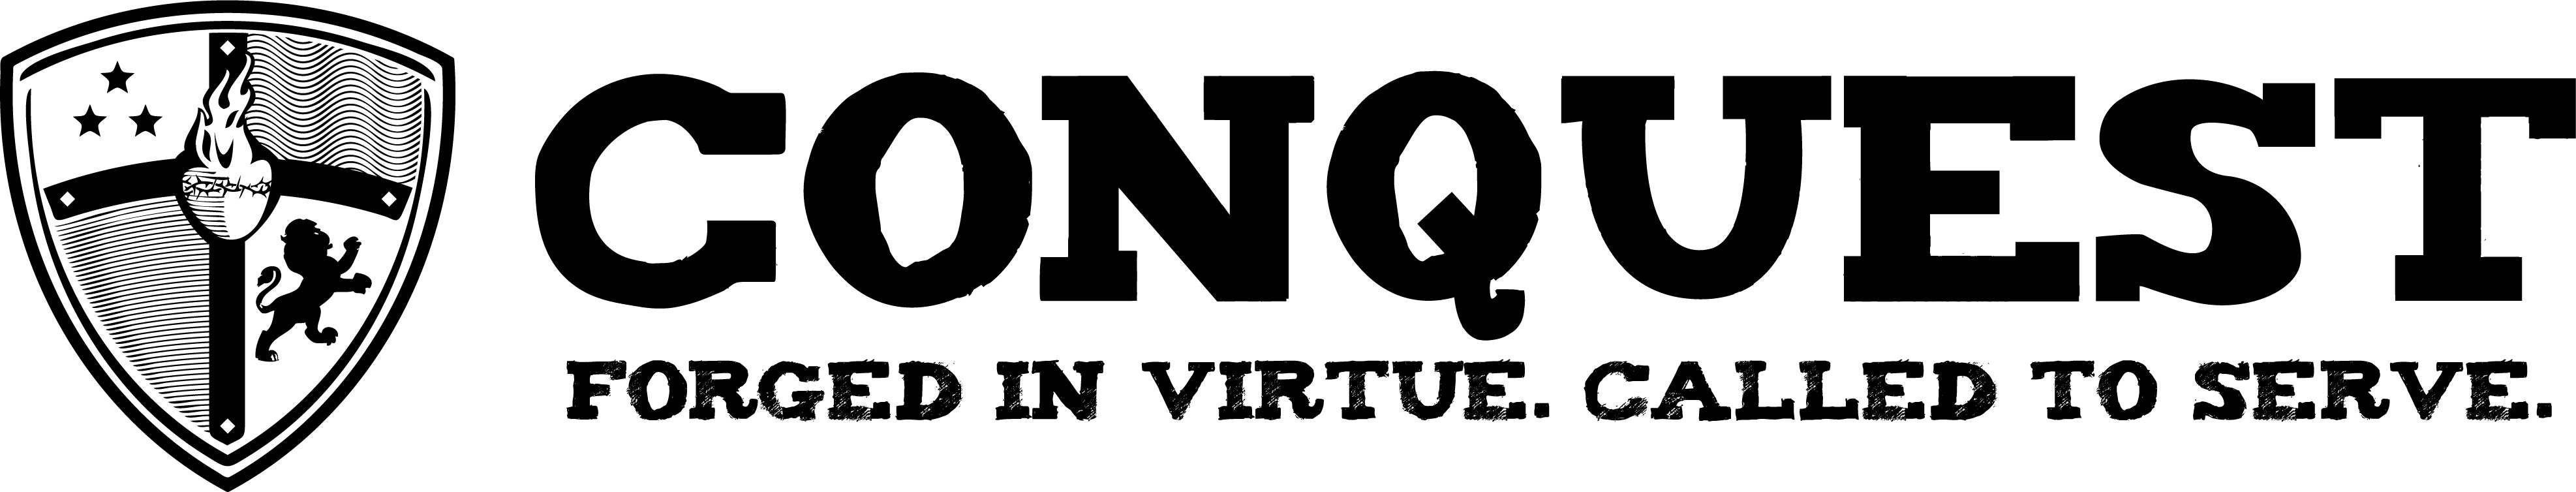 CONQUEST
FORGED IN VIRTUE. CALLED TO SERVE.